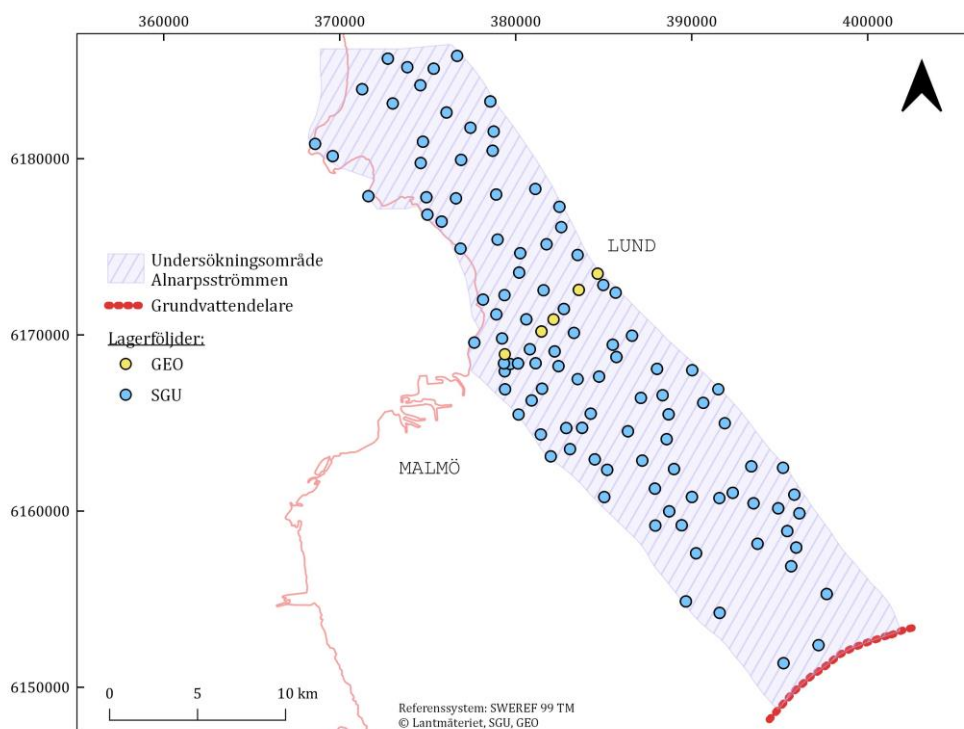 360000 370000 380000 390000 400000
6180000
LUND
Undersökningsområde
Alnarpsströmmen
Grundvattendelare
6170000
Lagerföljder:
GEO
SGU
MALMÖ
6160000
6150000
0 5 10 km
Referenssystem: SWEREF 99 TM
© Lantmäteriet, SGU, GEO